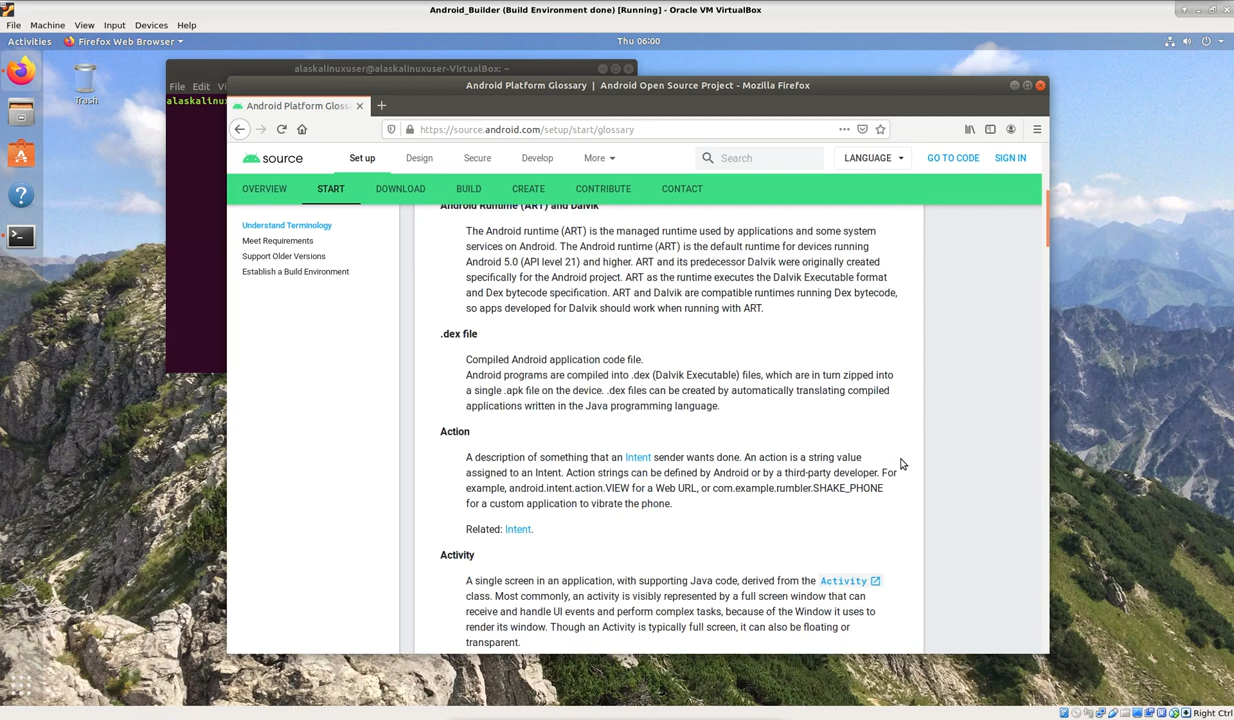 Android_Builder (Build Environment done) [Running] - Oracle VM VirtualBox
File Machine View Input Devices Help
Activities Firefox Web Browser Thu 06:00
Trash
alaskalinuxuser@alaskalinuxuser-VirtualBox: ~
File Edit
Android Platform Glossary | Android Open Source Project - Mozilla Firefox
Android Platform Gloss
https://source.android.com/setup/start/glossary
source Set up Design Secure Develop More Search LANGUAGE GO TO CODE SIGN IN
OVERVIEW START DOWNLOAD BUILD CREATE CONTRIBUTE CONTACT
Understand Terminology
Meet Requirements
Support Older Versions
Establish a Build Environment
Android Runtime (ART) and Dalvik
The Android runtime (ART) is the managed runtime used by applications and some system
services on Android. The Android runtime (ART) is the default runtime for devices running
Android 5.0 (API level 21) and higher. ART and its predecessor Dalvik were originally created
specifically for the Android project. ART as the runtime executes the Dalvik Executable format
and Dex bytecode specification. ART and Dalvik are compatible runtimes running Dex bytecode,
so apps developed for Dalvik should work when running with ART.
.dex file
Compiled Android application code file.
Android programs are compiled into .dex (Dalvik Executable) files, which are in turn zipped into
a single .apk file on the device. .dex files can be created by automatically translating compiled
applications written in the Java programming language.
Action
A description of something that an Intent sender wants done. An action is a string value
assigned to an Intent. Action strings can be defined by Android or by a third-party developer. For
example, android.intent.action.VIEW for a Web URL, or com.example.rumbler.SHAKE_PHONE
for a custom application to vibrate the phone.
Related: Intent.
Activity
A single screen in an application, with supporting Java code, derived from the Activity
class. Most commonly, an activity is visibly represented by a full screen window that can
receive and handle UI events and perform complex tasks, because of the Window it uses to
render its window. Though an Activity is typically full screen, it can also be floating or
transparent.
Right Ctrl